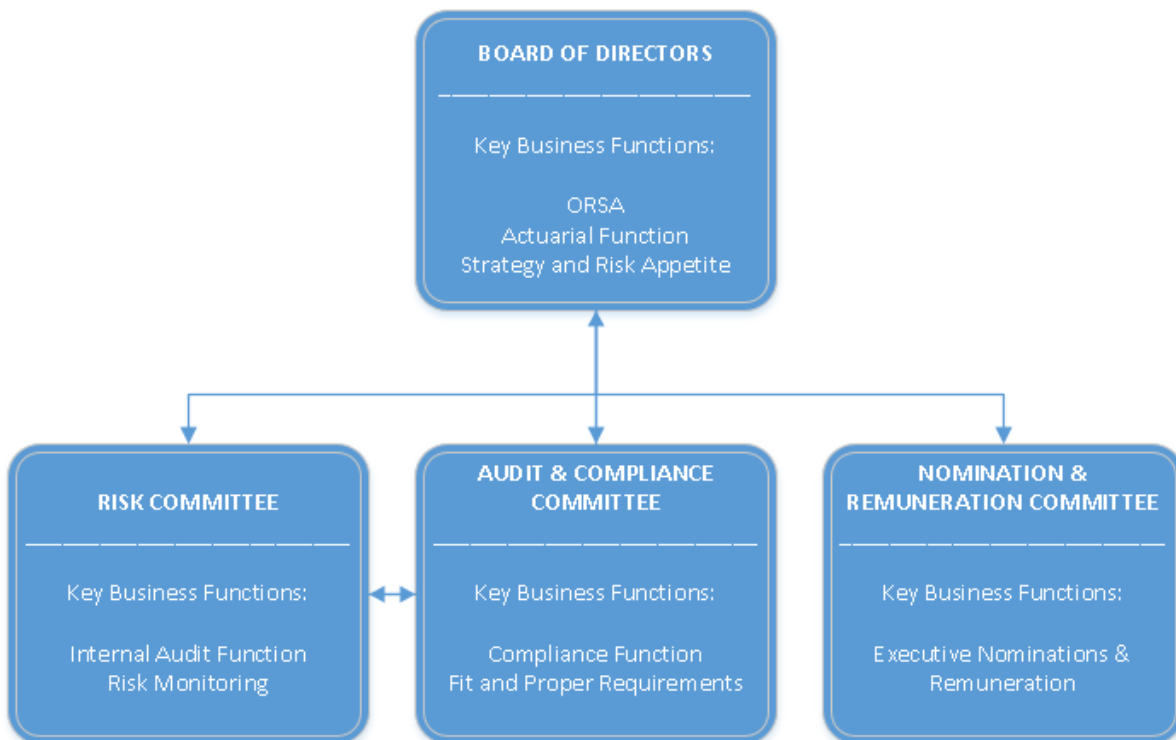 BOARD OF DIRECTORS
Key Business Functions:
ORSA
Actuarial Function
Strategy and Risk Appetite
RISK COMMITTEE
Key Business Functions:
Internal Audit Function
Risk Monitoring
AUDIT & COMPLIANCE
COMMITTEE
Key Business Functions:
Compliance Function
Fit and Proper Requirements
NOMINATION &
REMUNERATION COMMITTEE
Key Business Functions:
Executive Nominations &
Remuneration